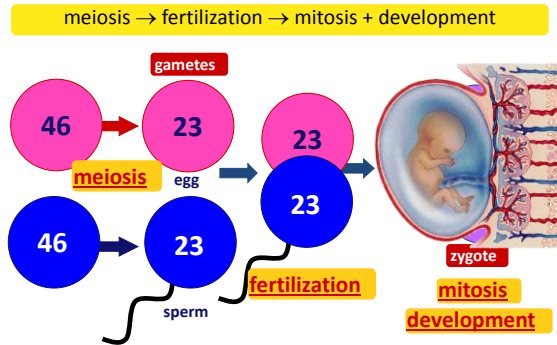 meiosis → fertilization → mitosis + development
gametes
46
23
23
meiosis
egg
46
23
23
sperm
fertilization
zygote
mitosis
development